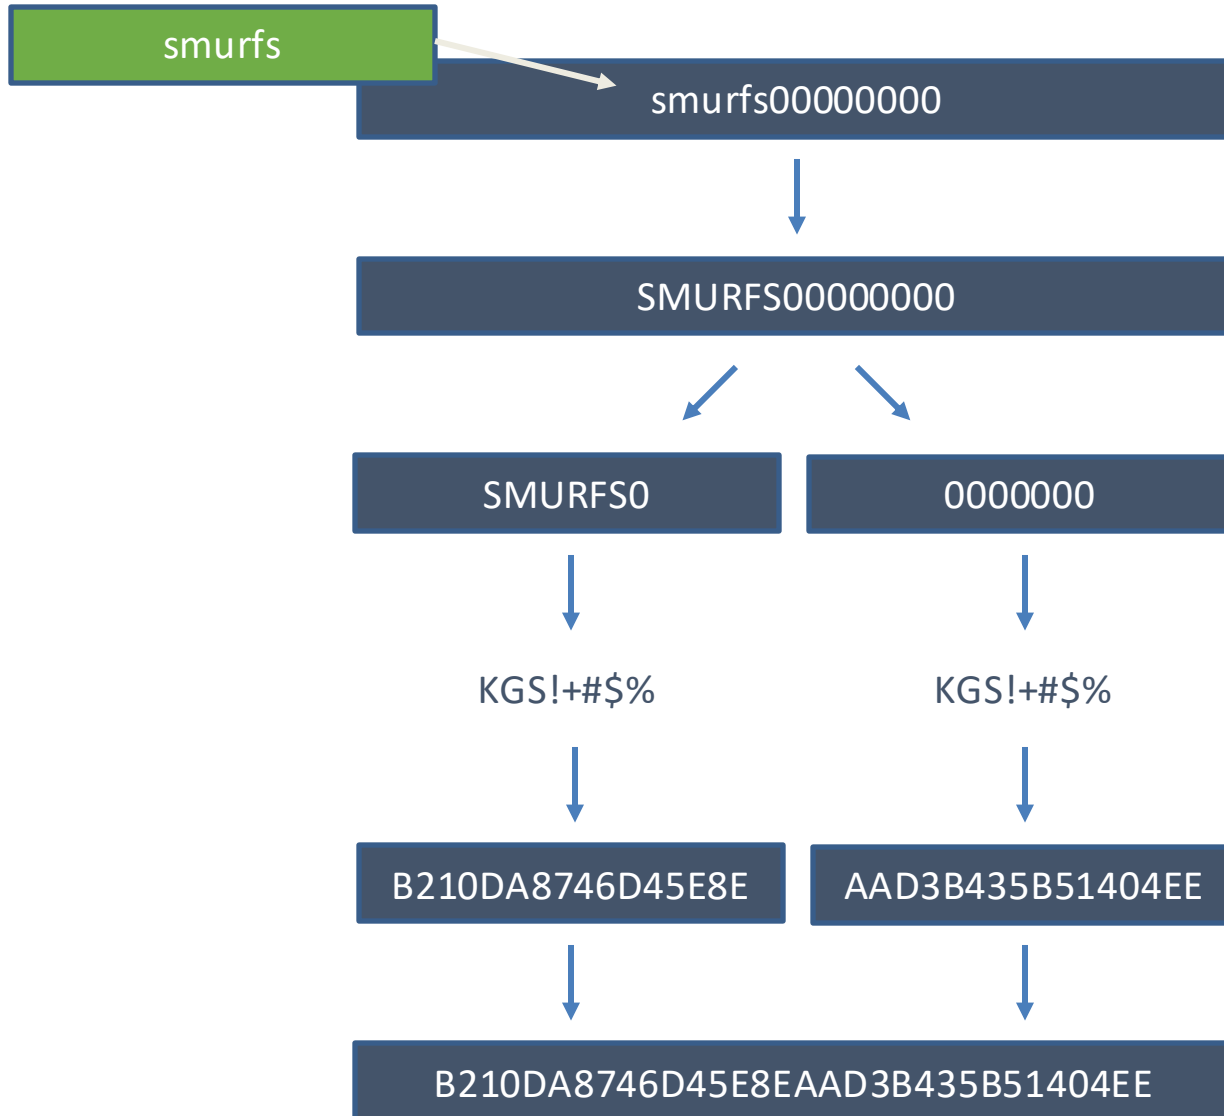 smurfs
smurfs00000000
SMURFS00000000
SMURFS0
0000000
KGS!+#$%
KGS!+#$%
B210DA8746D45E8E
AAD3B435B51404EE
B210DA8746D45E8EAAD3B435B51404EE